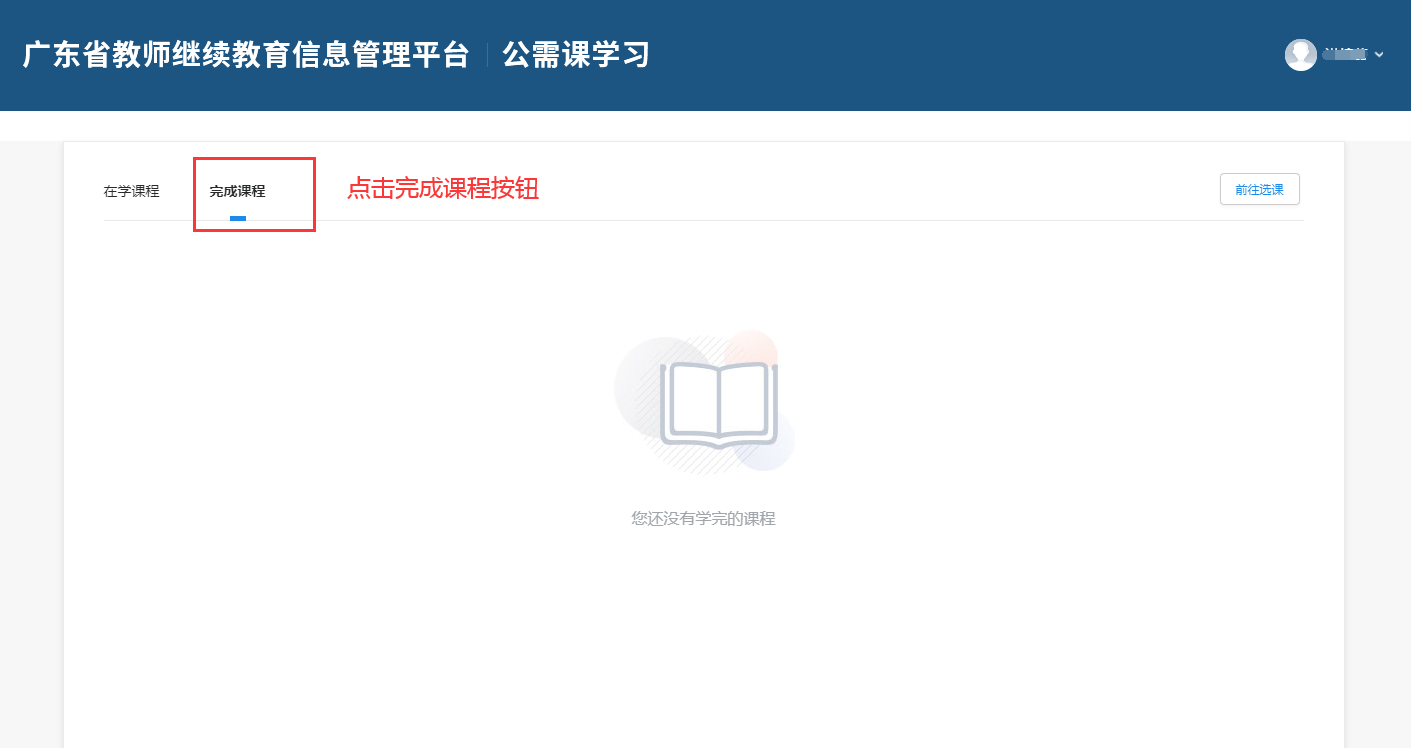 广东省教师继续教育信息管理平台 公需课学习
在学课程 完成课程 点击完成课程按钮 前往选课
您还没有学完的课程